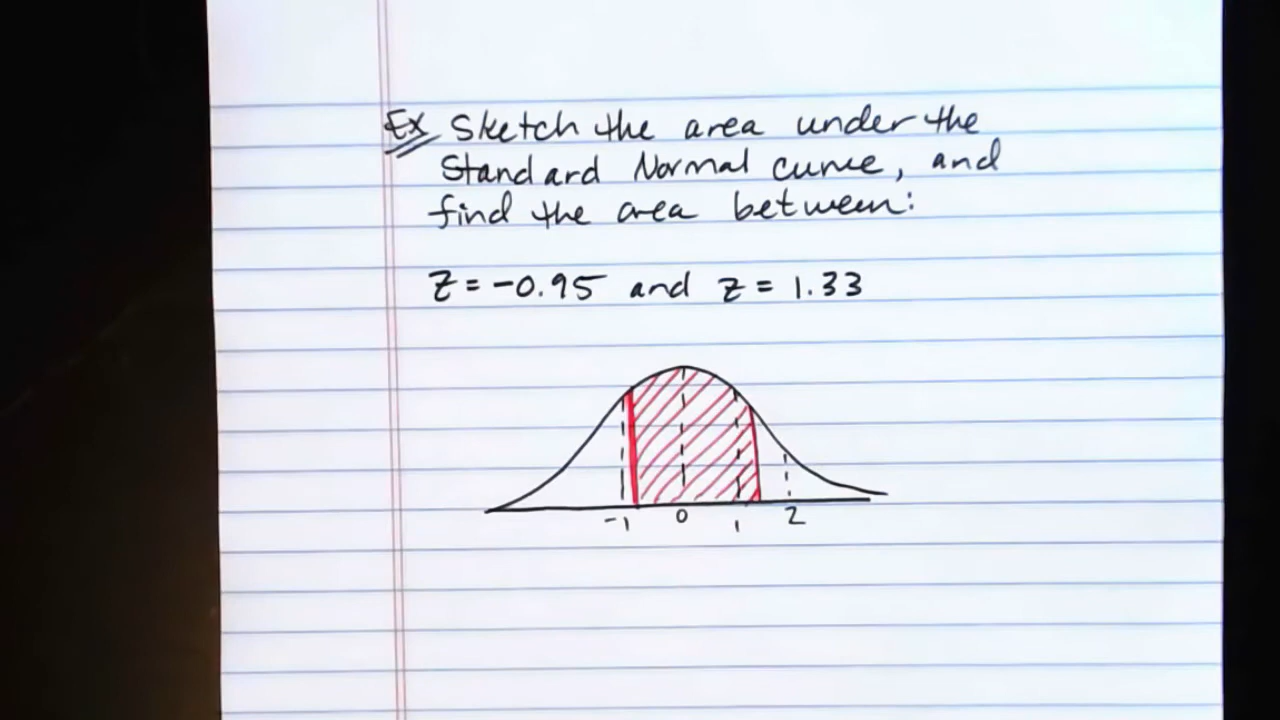 Ex Sketch the area under the
Standard Normal curve, and
find the area between:
Z = -0.95 and Z = 1.33
-1 0 1 2